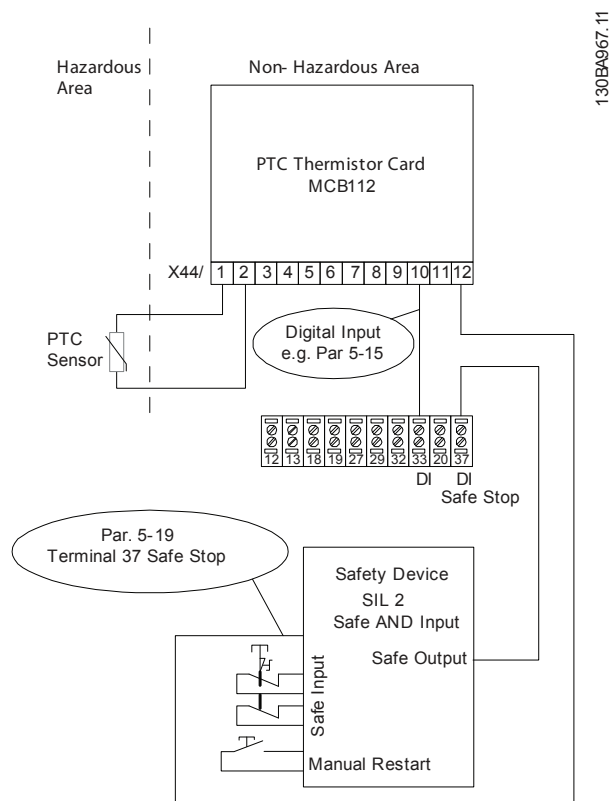 130BA967.11
Hazardous
Area
Non- Hazardous Area
PTC Thermistor Card
MCB112
X44/ 1 2 3 4 5 6 7 8 9 10 11 12
PTC
Sensor
Digital Input
e.g. Par 5-15
12 13 18 19 27 29 32 33 20 37
DI DI
Safe Stop
Par. 5-19
Terminal 37 Safe Stop
Safety Device
SIL 2
Safe AND Input
Safe Output
Safe Input
Manual Restart